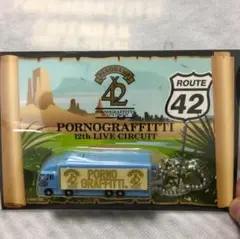 42
ROUTE
42
PORNOGRAFFITTI
12th LIVE CIRCUIT
PORNO
GRAFFITTI